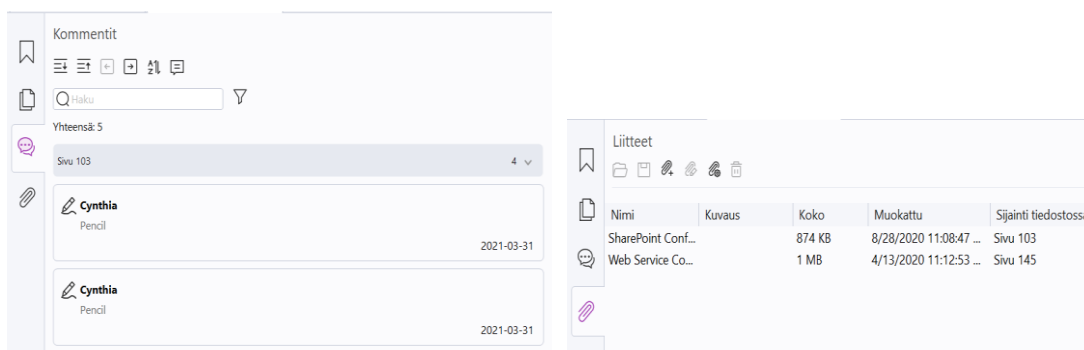 Kommentit
Haku
Yhteensä: 5
Sivu 103 4
Cynthia
Pencil
2021-03-31
Cynthia
Pencil
2021-03-31
Liitteet
Nimi Kuvaus Koko Muokattu Sijainti tiedostossa
SharePoint Conf... 874 KB 8/28/2020 11:08:47 ... Sivu 103
Web Service Co... 1 MB 4/13/2020 11:12:53 ... Sivu 145